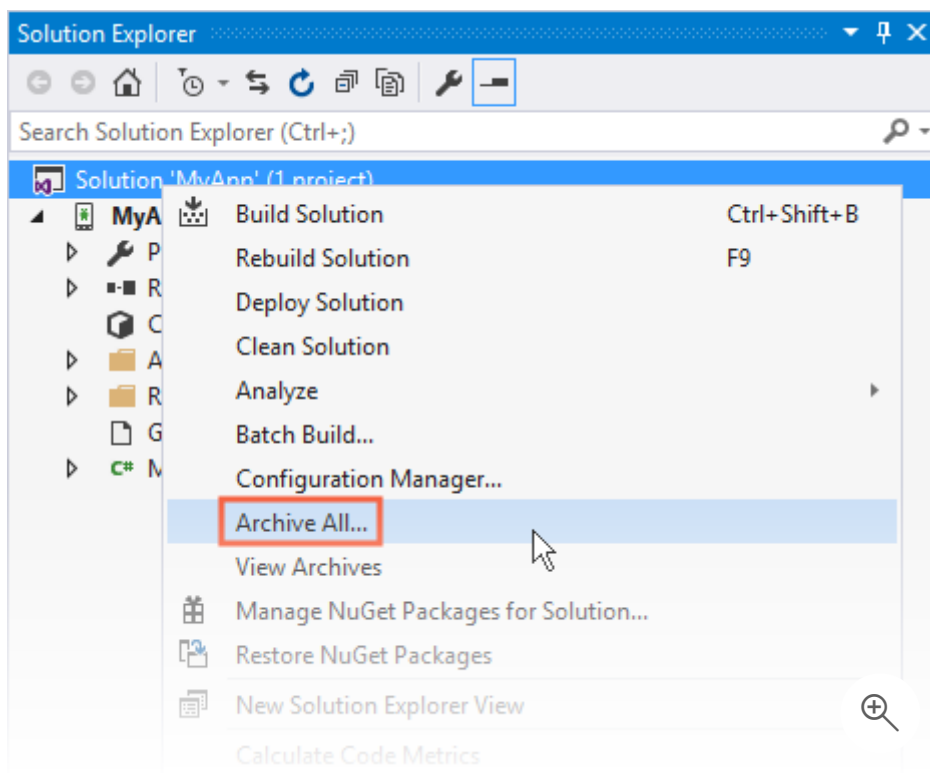 Solution Explorer
Search Solution Explorer (Ctrl+;)
Solution 'MyApp' (1 project)
MyA
Build Solution Ctrl+Shift+B
P
Rebuild Solution F9
R
Deploy Solution
C
Clean Solution
A
Analyze
R
Batch Build...
G
Configuration Manager...
C# M
Archive All...
View Archives
Manage NuGet Packages for Solution...
Restore NuGet Packages
New Solution Explorer View
Calculate Code Metrics